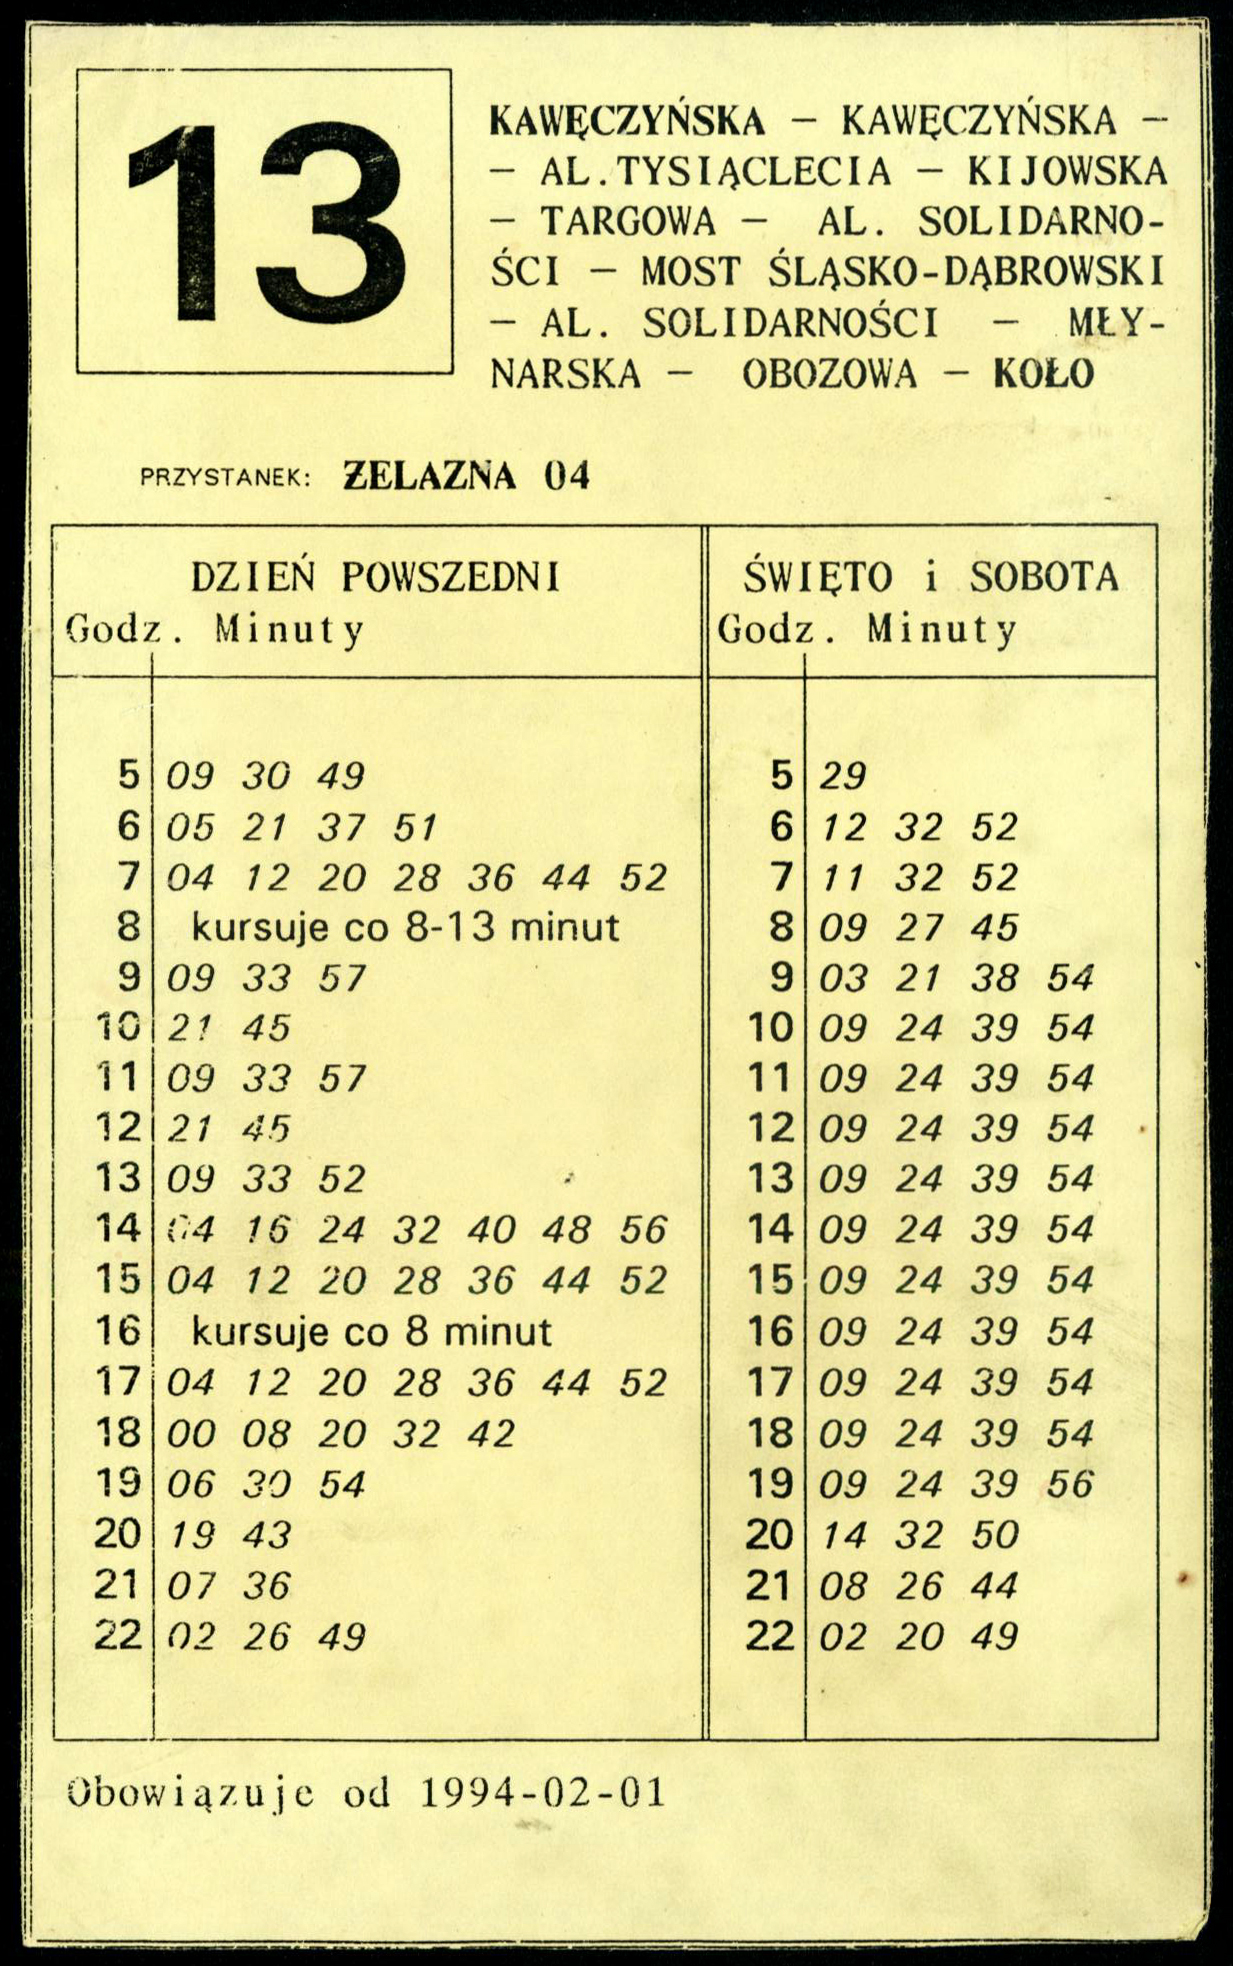 13
KAWĘCZYŃSKA – KAWĘCZYŃSKA –
– AL.TYSIĄCLECIA – KIJOWSKA
– TARGOWA – AL. SOLIDARNO-
ŚCI – MOST ŚLĄSKO-DĄBROWSKI
– AL. SOLIDARNOŚCI – MŁY-
NARSKA – OBOZOWA – KOŁO
PRZYSTANEK: ŻELAZNA 04
DZIEŃ POWSZEDNI
Godz. Minuty
5 09 30 49
6 05 21 37 51
7 04 12 20 28 36 44 52
8 kursuje co 8-13 minut
9 09 33 57
10 21 45
11 09 33 57
12 21 45
13 09 33 52
14 04 16 24 32 40 48 56
15 04 12 20 28 36 44 52
16 kursuje co 8 minut
17 04 12 20 28 36 44 52
18 00 08 20 32 42
19 06 30 54
20 19 43
21 07 36
22 02 26 49
ŚWIĘTO i SOBOTA
Godz. Minuty
5 29
6 12 32 52
7 11 32 52
8 09 27 45
9 03 21 38 54
10 09 24 39 54
11 09 24 39 54
12 09 24 39 54
13 09 24 39 54
14 09 24 39 54
15 09 24 39 54
16 09 24 39 54
17 09 24 39 54
18 09 24 39 54
19 09 24 39 56
20 14 32 50
21 08 26 44
22 02 20 49
Obowiązuje od 1994-02-01